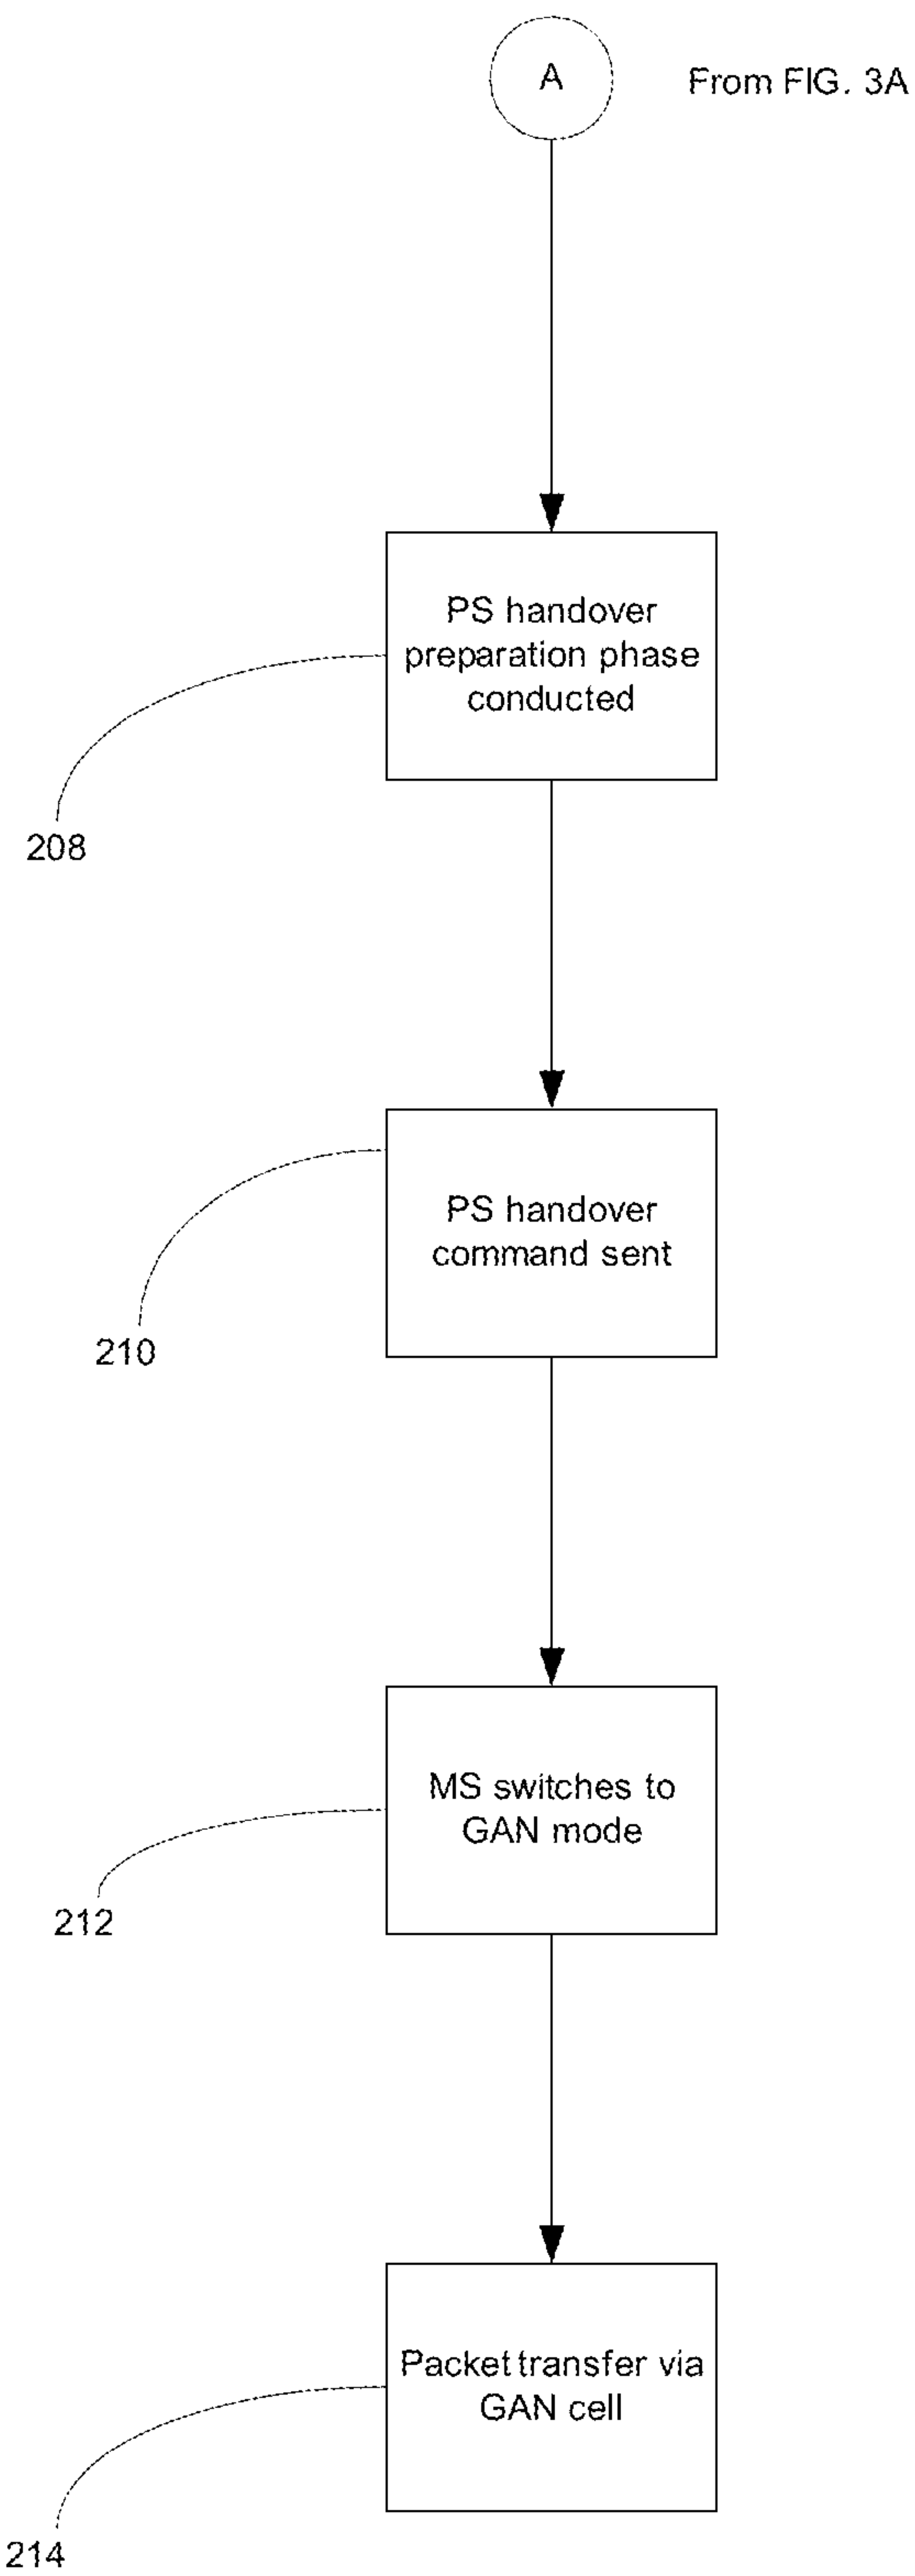 A
From FIG. 3A
PS handover
preparation phase
conducted
208
PS handover
command sent
210
MS switches to
GAN mode
212
Packet transfer via
GAN cell
214